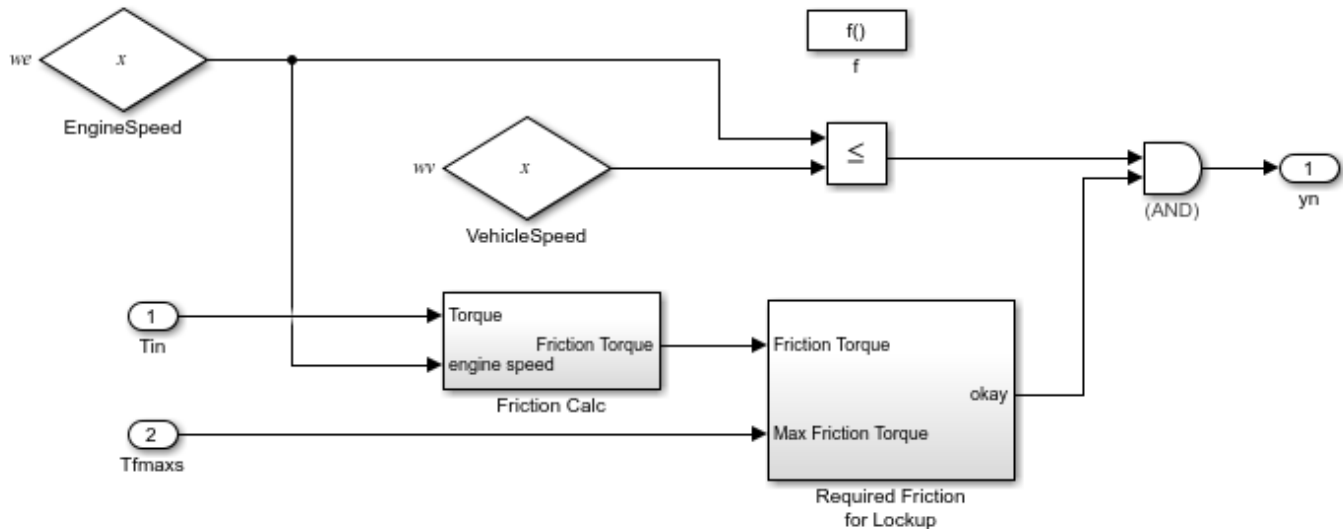 f()
f
we
x
EngineSpeed
wv
x
VehicleSpeed
≤
(AND)
1
yn
1
Tin
Torque
Friction Torque
engine speed
Friction Calc
2
Tfmaxs
Friction Torque
okay
Max Friction Torque
Required Friction
for Lockup